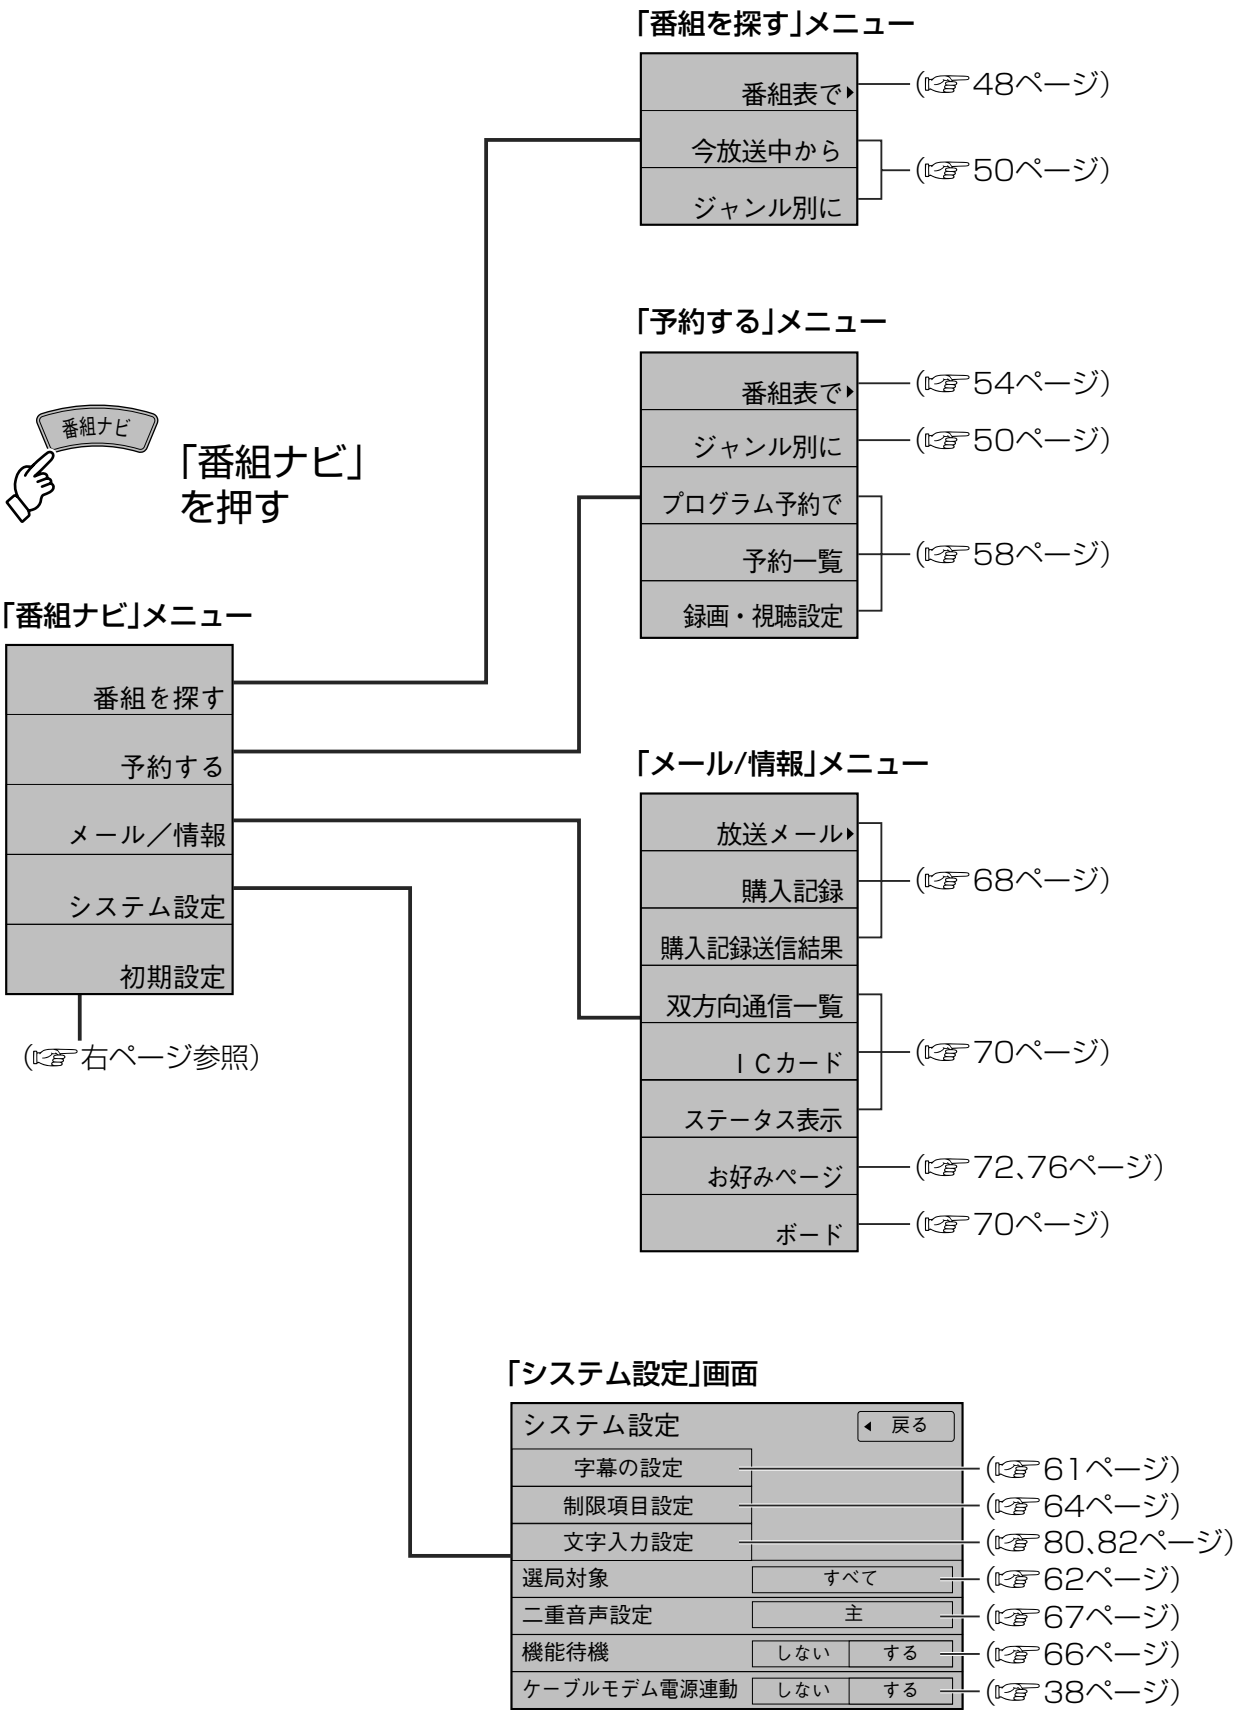 「番組を探す」メニュー
番組表で
(☞48ページ)
今放送中から
(☞50ページ)
ジャンル別に
「予約する」メニュー
番組表で
(☞54ページ)
ジャンル別に
(☞50ページ)
プログラム予約で
予約一覧
(☞58ページ)
録画・視聴設定
番組ナビ
「番組ナビ」
を押す
「番組ナビ」メニュー
番組を探す
予約する
メール／情報
システム設定
初期設定
(☞右ページ参照)
「メール/情報」メニュー
放送メール
購入記録
(☞68ページ)
購入記録送信結果
双方向通信一覧
ＩＣカード
(☞70ページ)
ステータス表示
お好みページ
(☞72、76ページ)
ボード
(☞70ページ)
「システム設定」画面
システム設定
戻る
字幕の設定
(☞61ページ)
制限項目設定
(☞64ページ)
文字入力設定
(☞80、82ページ)
選局対象 すべて
(☞62ページ)
二重音声設定 主
(☞67ページ)
機能待機 しない する
(☞66ページ)
ケーブルモデム電源連動 しない する
(☞38ページ)